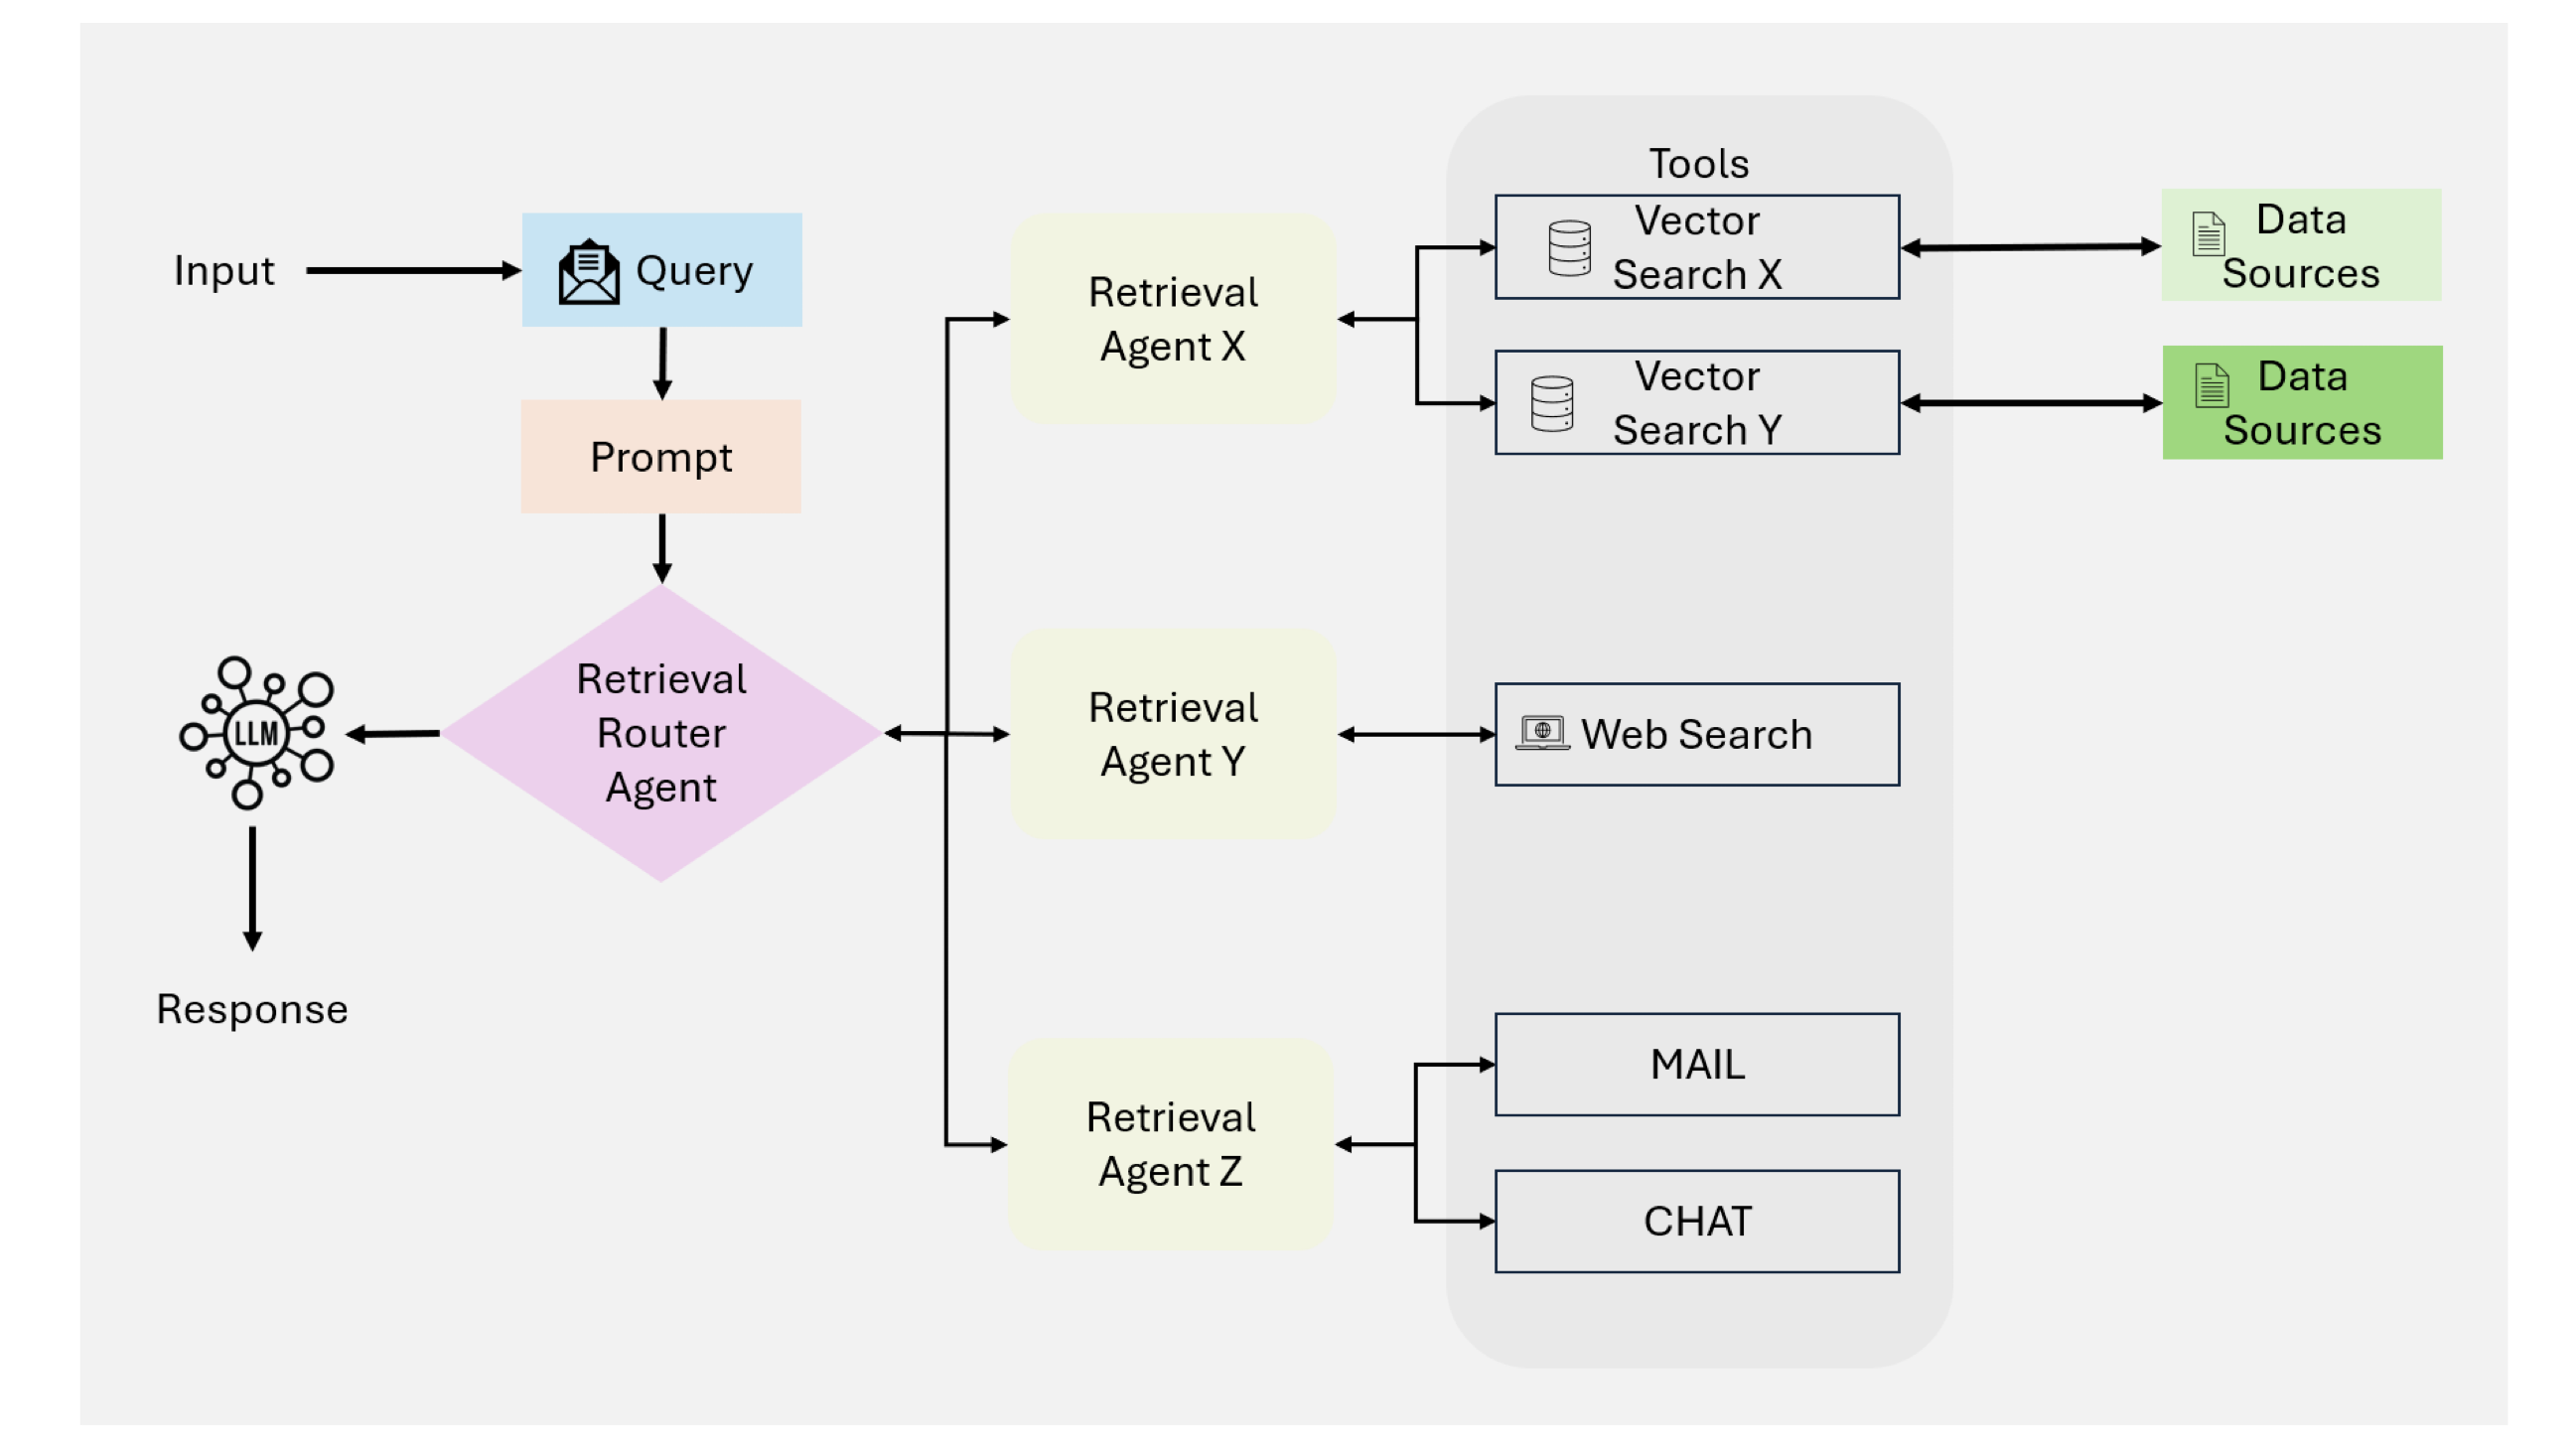 Tools
Vector
Search X
Data
Sources
Input
Query
Retrieval
Agent X
Vector
Search Y
Data
Sources
Prompt
Retrieval
Router
Agent
LLM
Retrieval
Agent Y
Web Search
Response
Retrieval
Agent Z
MAIL
CHAT